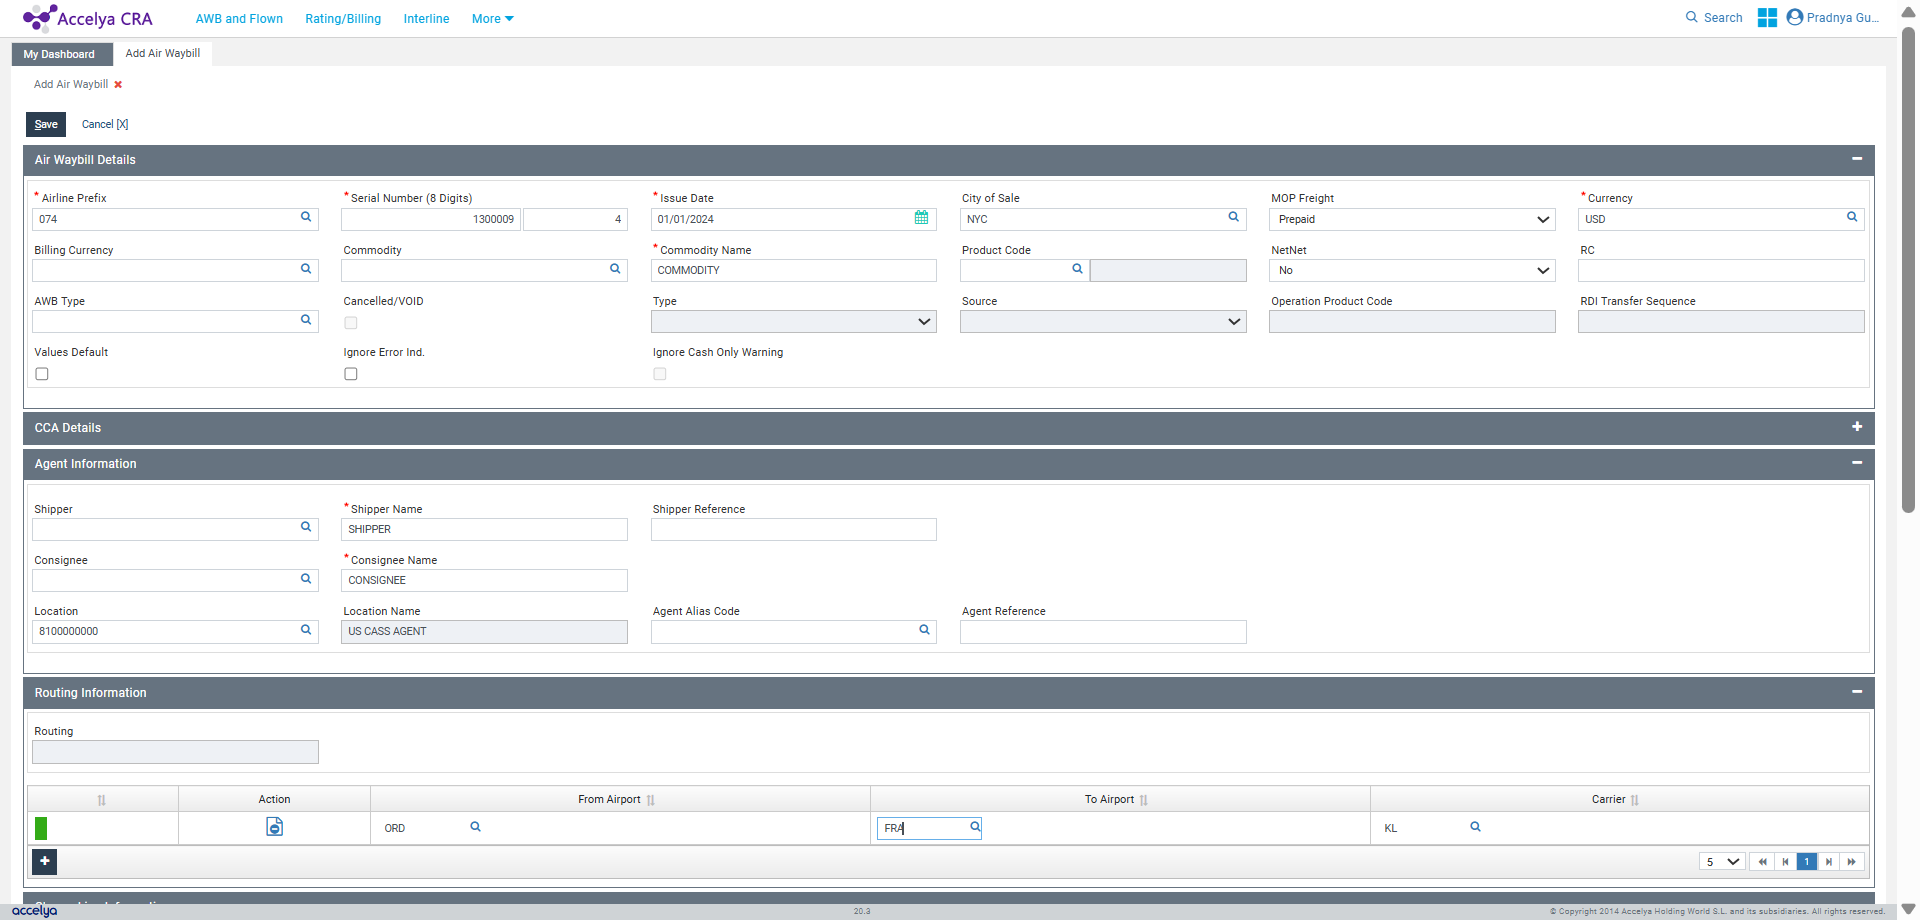 Accelya CRA AWB and Flown Rating/Billing Interline More Search Pradnya Gu...
My Dashboard Add Air Waybill
Add Air Waybill
Save Cancel [X]
Air Waybill Details
* Airline Prefix * Serial Number (8 Digits) * Issue Date City of Sale MOP Freight * Currency
074 1300009 4 01/01/2024 NYC Prepaid USD
Billing Currency Commodity * Commodity Name Product Code NetNet RC
COMMODITY No
AWB Type Cancelled/VOID Type Source Operation Product Code RDI Transfer Sequence
Values Default Ignore Error Ind. Ignore Cash Only Warning
CCA Details
Agent Information
Shipper * Shipper Name Shipper Reference
SHIPPER
Consignee * Consignee Name
CONSIGNEE
Location Location Name Agent Alias Code Agent Reference
8100000000 US CASS AGENT
Routing Information
Routing
Action From Airport To Airport Carrier
ORD FRA KL
5 1
accelya 20.3 © Copyright 2014 Accelya Holding World S.L. and its subsidiaries. All rights reserved.